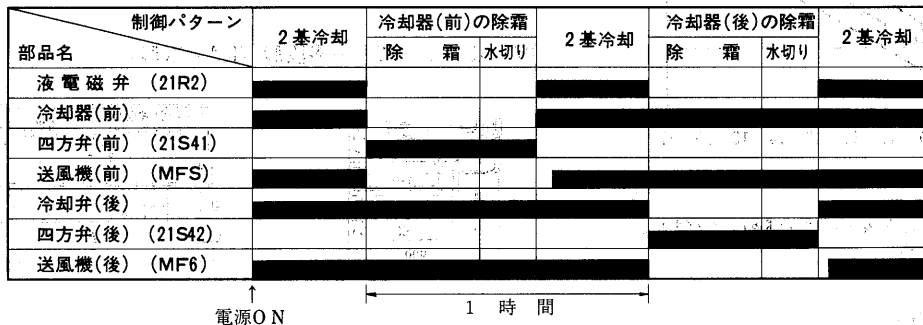 制御パターン
部品名
2基冷却
冷却器(前)の除霜
除 霜
水切り
2基冷却
冷却器(後)の除霜
除 霜
水切り
2基冷却
液電磁弁 (21R2)
冷却器(前)
四方弁(前) (21S41)
送風機(前) (MFS)
冷却弁(後)
四方弁(後) (21S42)
送風機(後) (MF6)
電源ON
1 時 間